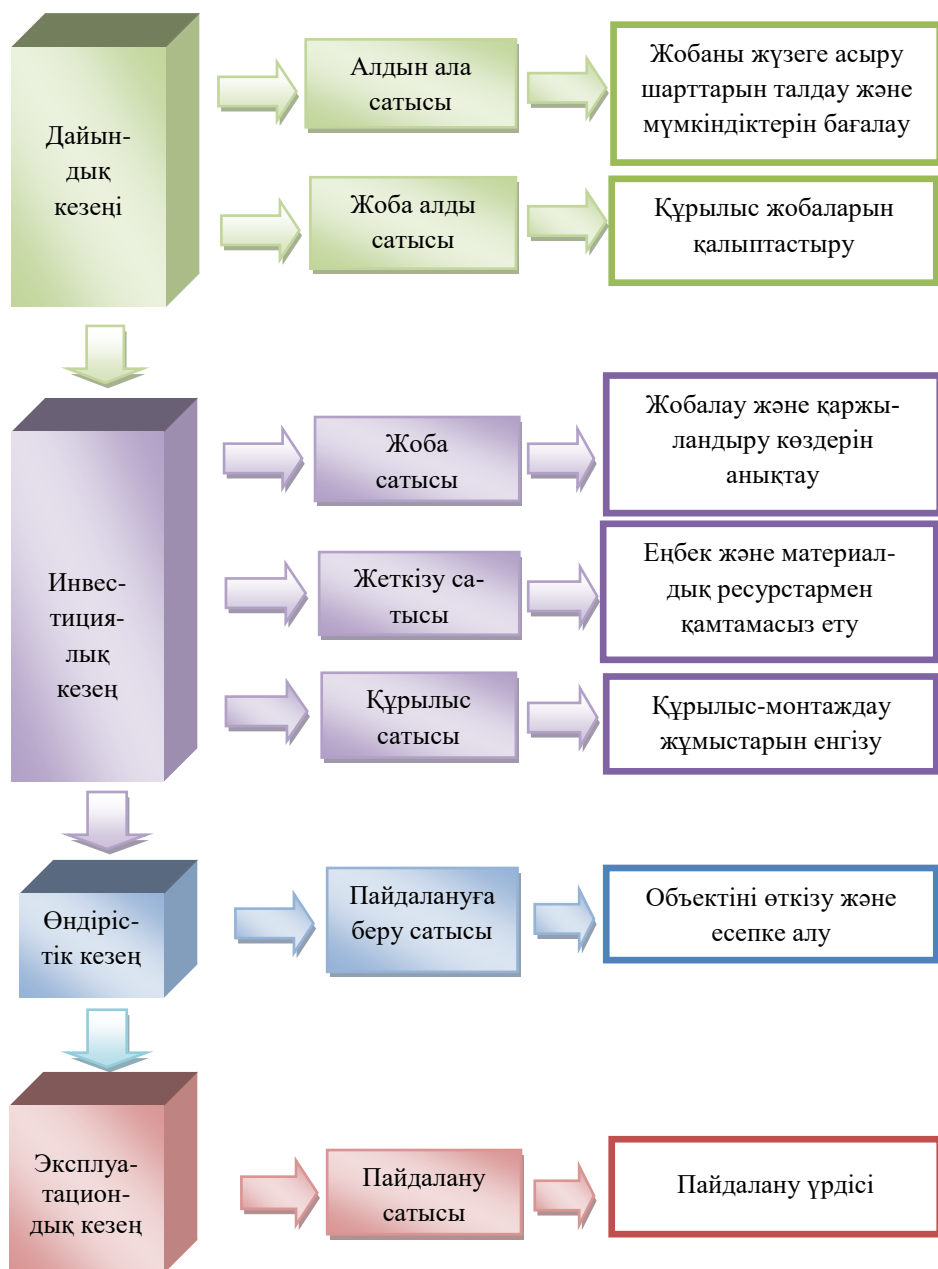 Дайын-
дық
кезеңі
Алдын ала
сатысы
Жобаны жүзеге асыру
шарттарын талдау және
мүмкіндіктерін бағалау
Жоба алды
сатысы
Құрылыс жобаларын
қалыптастыру
Инвес-
тиция-
лық
кезең
Жоба
сатысы
Жобалау және қаржы-
ландыру көздерін
анықтау
Жеткізу са-
тысы
Еңбек және материал-
дық ресурстармен
қамтамасыз ету
Құрылыс
сатысы
Құрылыс-монтаждау
жұмыстарын енгізу
Өндіріс-
тік кезең
Пайдалануға
беру сатысы
Объектіні өткізу және
есепке алу
Эксплуа-
тацион-
дық кезең
Пайдалану
сатысы
Пайдалану үрдісі